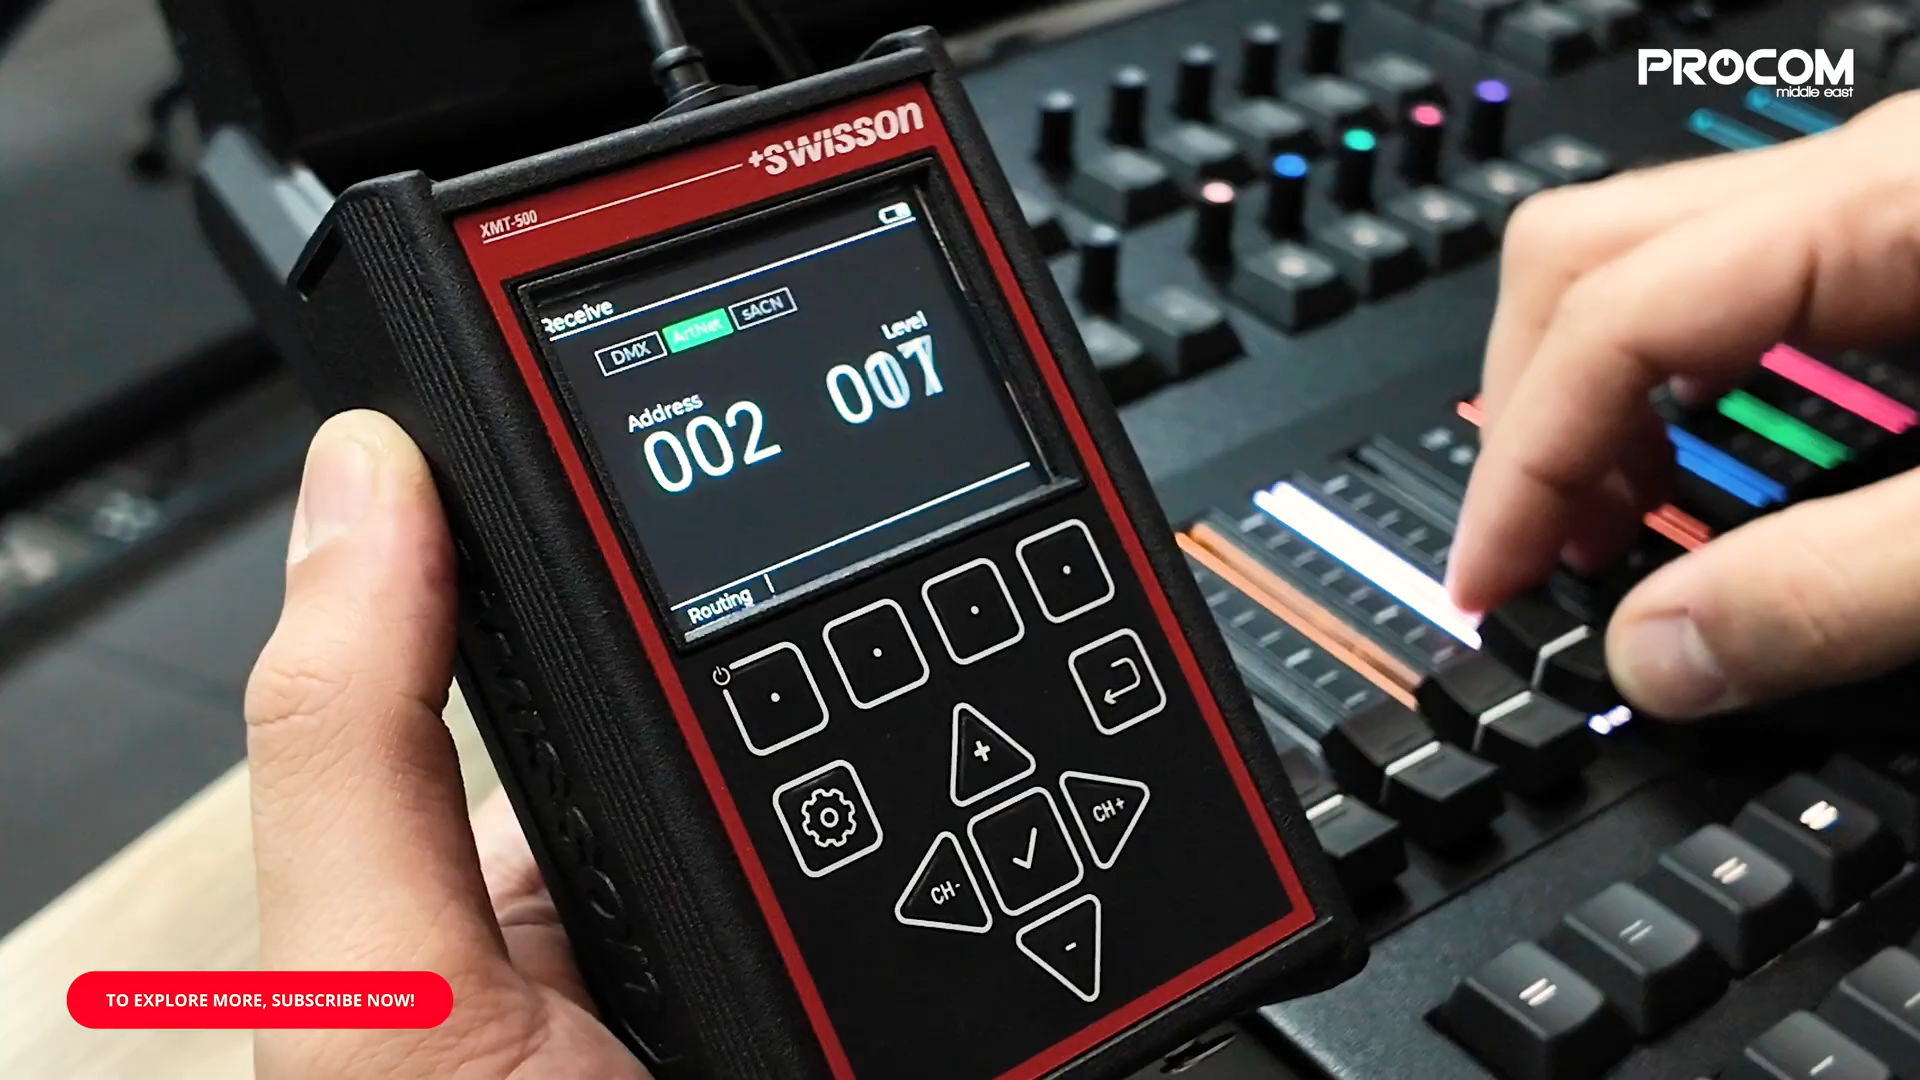 PROCOM
middle east
+swisson
XMT-500
Receive
DMX ArtNet sACN
Level
Address
002
Routing
CH+
CH-
TO EXPLORE MORE, SUBSCRIBE NOW!